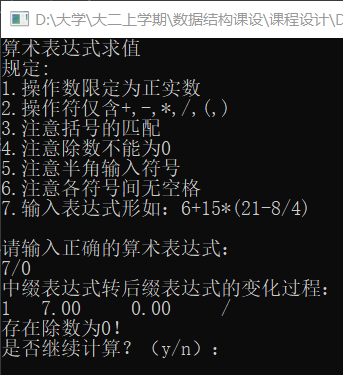 D:\大学\大二上学期\数据结构课设\课程设计\D
算术表达式求值
规定:
1.操作数限定为正实数
2.操作符仅含+,-,*,/,(,)
3.注意括号的匹配
4.注意除数不能为0
5.注意半角输入符号
6.注意各符号间无空格
7.输入表达式形如：6+15*(21-8/4)
请输入正确的算术表达式：
7/0
中缀表达式转后缀表达式的变化过程：
1   7.00     0.00     /
存在除数为0！
是否继续计算？（y/n）：